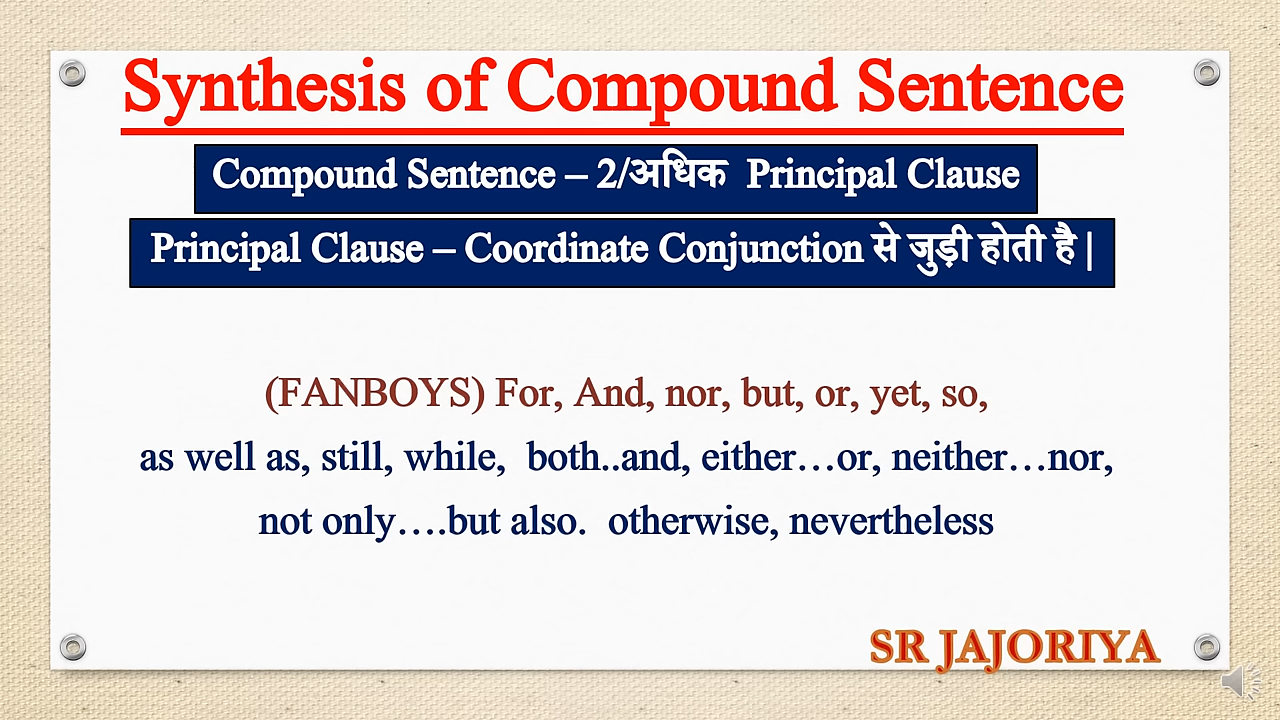 Synthesis of Compound Sentence
Compound Sentence – 2/अधिक Principal Clause
Principal Clause – Coordinate Conjunction से जुड़ी होती है |
(FANBOYS) For, And, nor, but, or, yet, so,
as well as, still, while, both..and, either…or, neither…nor,
not only….but also. otherwise, nevertheless
SR JAJORIYA